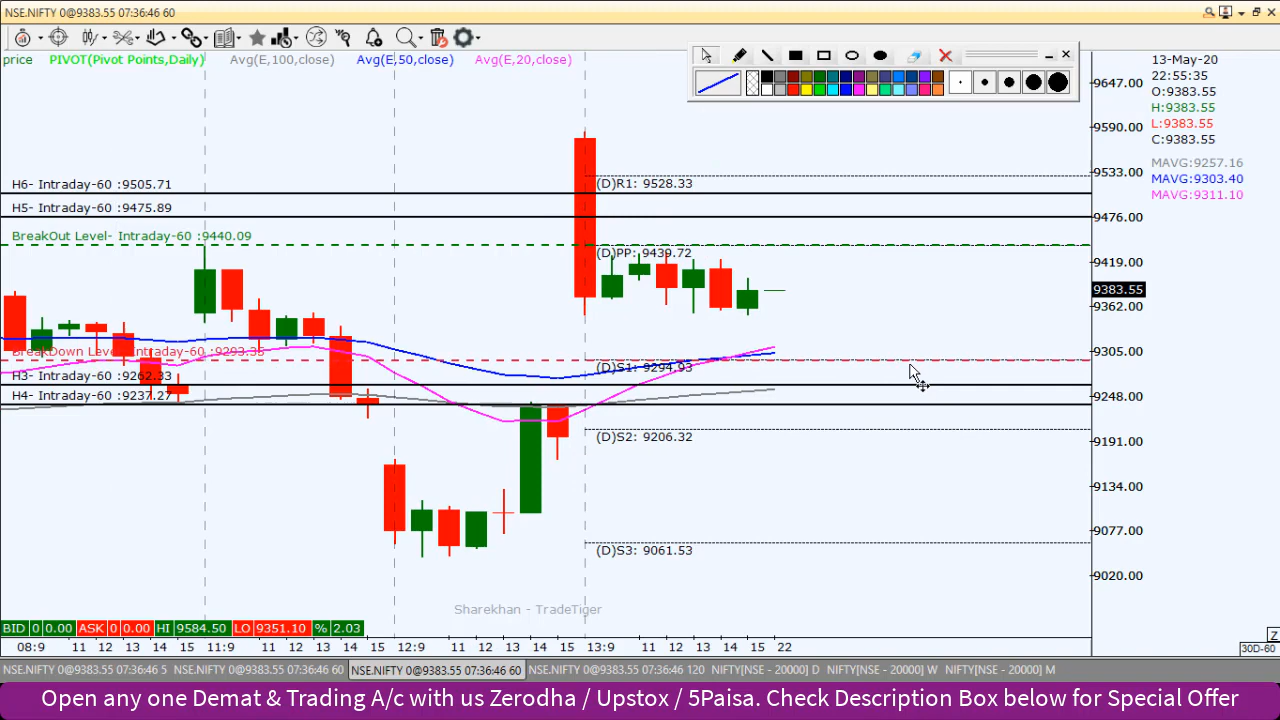 NSE.NIFTY 0@9383.55 07:36:46 60
price PIVOT(Pivot Points,Daily) Avg(E,100,close) Avg(E,50,close) Avg(E,20,close)
13-May-20
22:55:35
O:9383.55
H:9383.55
L:9383.55
C:9383.55
MAVG:9257.16
MAVG:9303.40
MAVG:9311.10
9647.00
9590.00
9533.00
9476.00
9419.00
9383.55
9362.00
9305.00
9248.00
9191.00
9134.00
9077.00
9020.00
H6- Intraday-60 :9505.71
(D)R1: 9528.33
H5- Intraday-60 :9475.89
BreakOut Level- Intraday-60 :9440.09
(D)PP: 9439.72
BreakDown Level- Intraday-60 :9293.35
(D)S1: 9294.93
H3- Intraday-60 :9262.33
H4- Intraday-60 :9237.27
(D)S2: 9206.32
(D)S3: 9061.53
Sharekhan - TradeTiger
BID 0 0.00 ASK 0 0.00 HI 9584.50 LO 9351.10 % 2.03
Z
08:9 11 12 13 14 15 11:9 11 12 13 14 15 12:9 11 12 13 14 15 13:9 11 12 13 14 15 22
30D-60
NSE.NIFTY 0@9383.55 07:36:46 5 NSE.NIFTY 0@9383.55 07:36:46 60 NSE.NIFTY 0@9383.55 07:36:46 60 NSE.NIFTY 0@9383.55 07:36:46 120 NIFTY[NSE - 20000] D NIFTY[NSE - 20000] W NIFTY[NSE - 20000] M
Open any one Demat & Trading A/c with us Zerodha / Upstox / 5Paisa. Check Description Box below for Special Offer